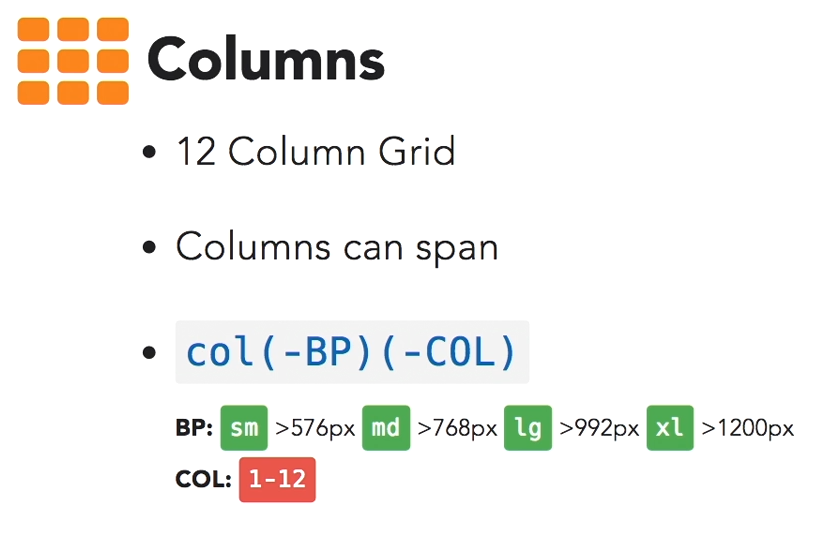 Columns
12 Column Grid
Columns can span
col(-BP)(-COL)
BP: sm >576px md >768px lg >992px xl >1200px
COL: 1-12